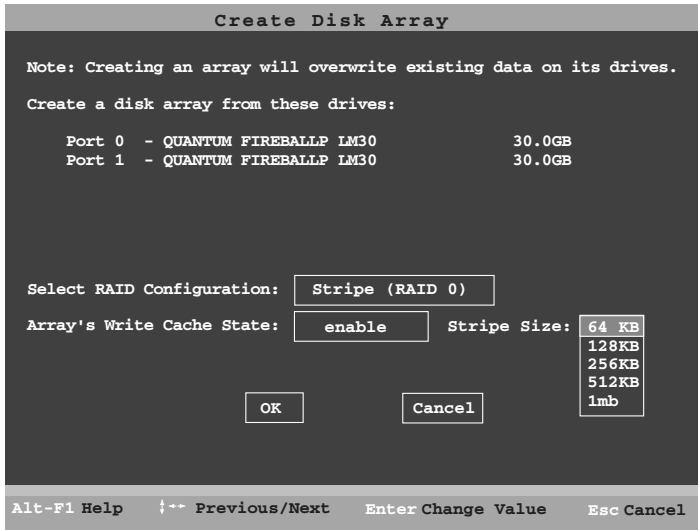 Create Disk Array
Note: Creating an array will overwrite existing data on its drives.
Create a disk array from these drives:
Port 0 - QUANTUM FIREBALLP LM30 30.0GB
Port 1 - QUANTUM FIREBALLP LM30 30.0GB
Select RAID Configuration: Stripe (RAID 0)
Array's Write Cache State: enable Stripe Size: 64 KB
128KB
256KB
512KB
1mb
OK Cancel
Alt-F1 Help Previous/Next Enter Change Value Esc Cancel